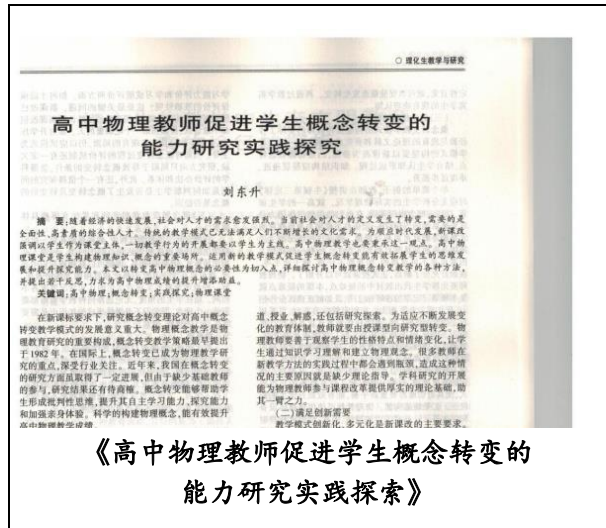 ○ 理化生教学与研究
高中物理教师促进学生概念转变的
能力研究实践探究
刘东升
摘 要:随着经济的快速发展,社会对人才的需求愈发强烈。当前社会对人才的定义发生了转变,需要的是
全面性、高素质的综合性人才。传统的教学模式已无法满足人们不断增长的文化需求。为顺应时代发展,新课改
强调以学生作为课堂主体,一切教学行为的开展都要以学生为主线。高中物理教学也要秉承这一观点。高中物
理课堂是学生构建物理知识、概念的重要场所。运用新的教学模式促进学生概念转变能有效拓展学生的思维发
展和提升探究能力。本文以转变高中物理概念的必要性为切入点,详细探讨高中物理概念转变教学的各种方法,
并提出若干反思,力求为高中物理成绩的提升增添助益。
关键词:高中物理;概念转变;实践探究;物理课堂
在新课标要求下,研究概念转变理论对高中概念
转变教学模式的发展意义重大。物理概念教学是物
理教育研究的重要构成,概念转变教学策略最早提出
于1982年。在国际上,概念转变已成为物理教学研
究的重点,深受行业关注。近年来,我国在概念转变
的研究方面虽取得了一定进展,但由于缺少基础教师
的参与,研究结果还有待商榷。概念转变能够帮助学
生形成批判性思维,提升其自主学习能力、探究能力
和加强亲身体验。科学的构建物理概念,能有效提升
高中物理教学成绩
道、授业、解惑,还包括研究探索。为适应不断发展变
化的教育体制,教师就要由授课型向研究型转变。物
理教师要善于观察学生的性格特点和情绪变化,让学
生通过知识学习理解和建立物理观念。很多教师在
新教学方法的实践过程中都会遇到瓶颈,造成这种情
况的主要原因就是缺少理论指导。学科研究的开展
能为物理教师参与课程改革提供厚实的理论基础,助
其一臂之力。
(二)满足创新需要
教学模式创新化、多元化是新课改的主要要求。
《高中物理教师促进学生概念转变的
能力研究实践探索》